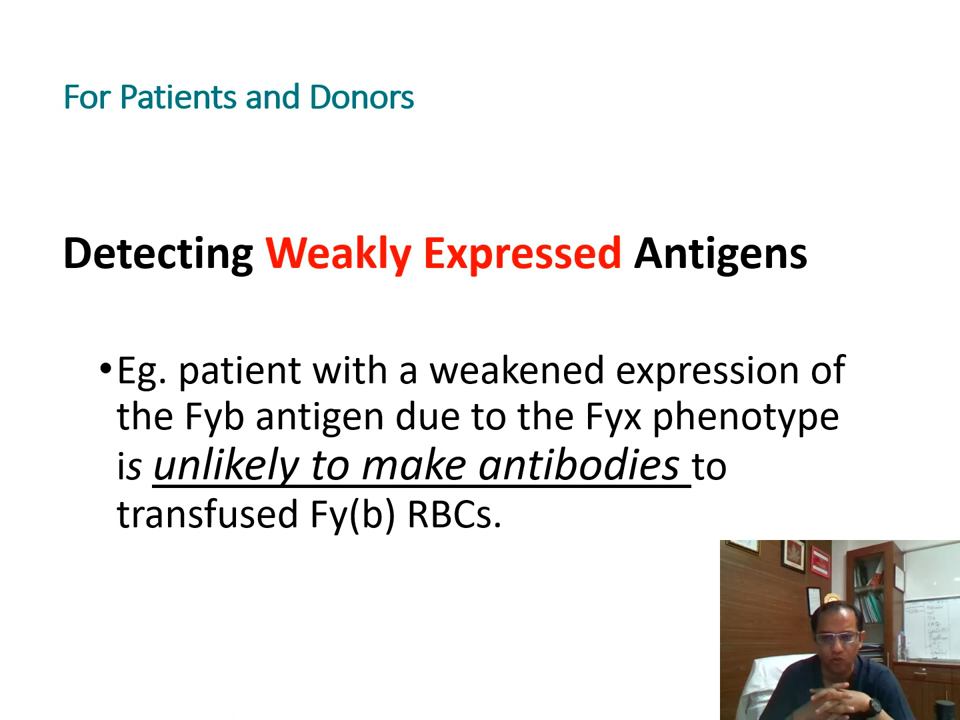 For Patients and Donors
Detecting Weakly Expressed Antigens
•Eg. patient with a weakened expression of
the Fyb antigen due to the Fyx phenotype
is unlikely to make antibodies to
transfused Fy(b) RBCs.